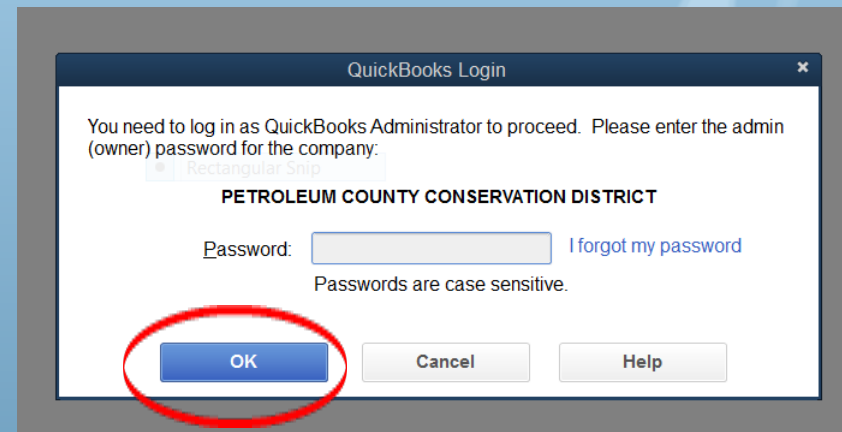 QuickBooks Login ×
You need to log in as QuickBooks Administrator to proceed. Please enter the admin
(owner) password for the company:
Rectangular Snip
PETROLEUM COUNTY CONSERVATION DISTRICT
Password: I forgot my password
Passwords are case sensitive.
OK Cancel Help